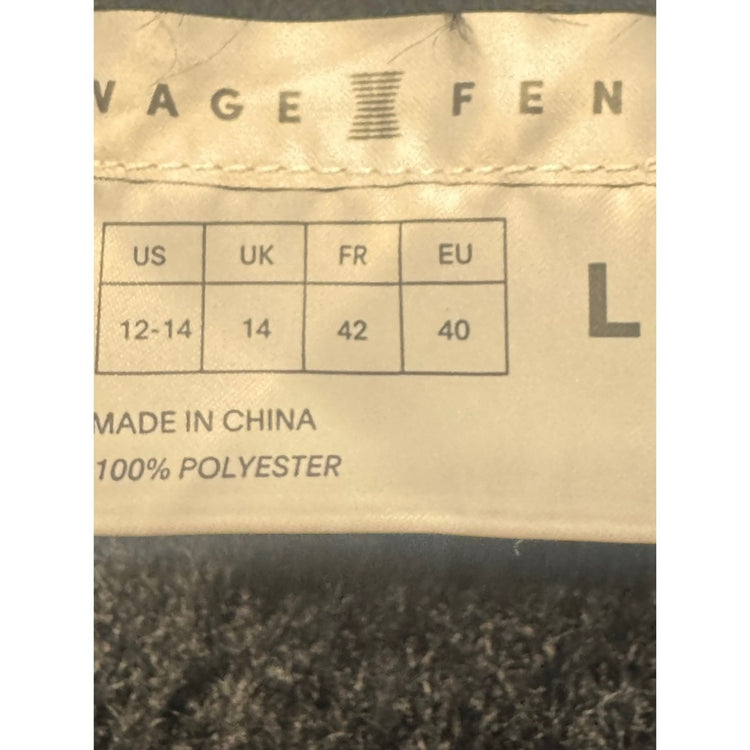 VAGE FEN
US UK FR EU
12-14 14 42 40
L
MADE IN CHINA
100% POLYESTER